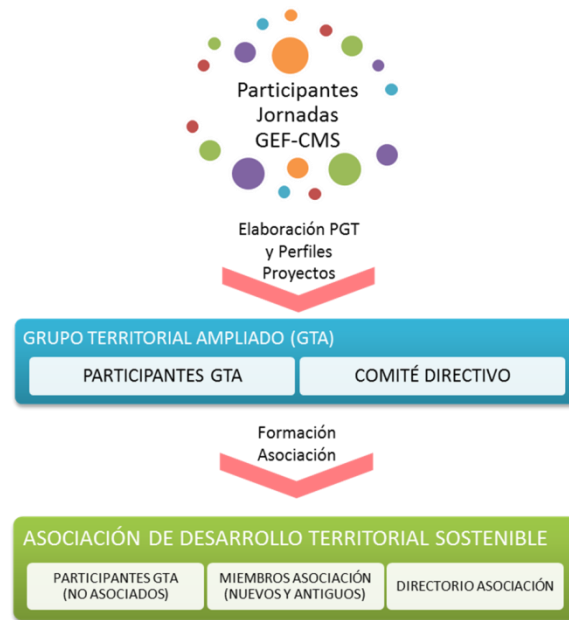 Participantes
Jornadas
GEF-CMS
Elaboración PGT
y Perfiles
Proyectos
GRUPO TERRITORIAL AMPLIADO (GTA)
PARTICIPANTES GTA
COMITÉ DIRECTIVO
Formación
Asociación
ASOCIACIÓN DE DESARROLLO TERRITORIAL SOSTENIBLE
PARTICIPANTES GTA
(NO ASOCIADOS)
MIEMBROS ASOCIACIÓN
(NUEVOS Y ANTIGUOS)
DIRECTORIO ASOCIACIÓN